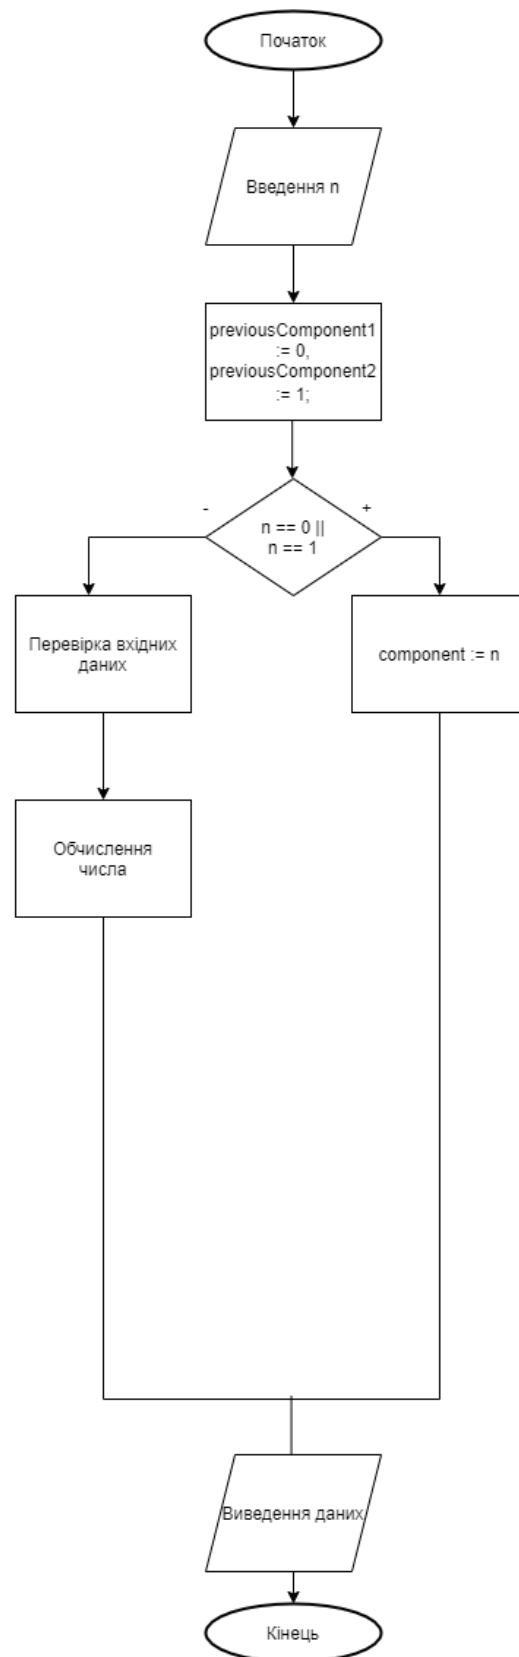 Початок
Введення n
previousComponent1
:= 0,
previousComponent2
:= 1;
-
+
n == 0 ||
n == 1
Перевірка вхідних
даних
component := n
Обчислення
числа
Виведення даних
Кінець